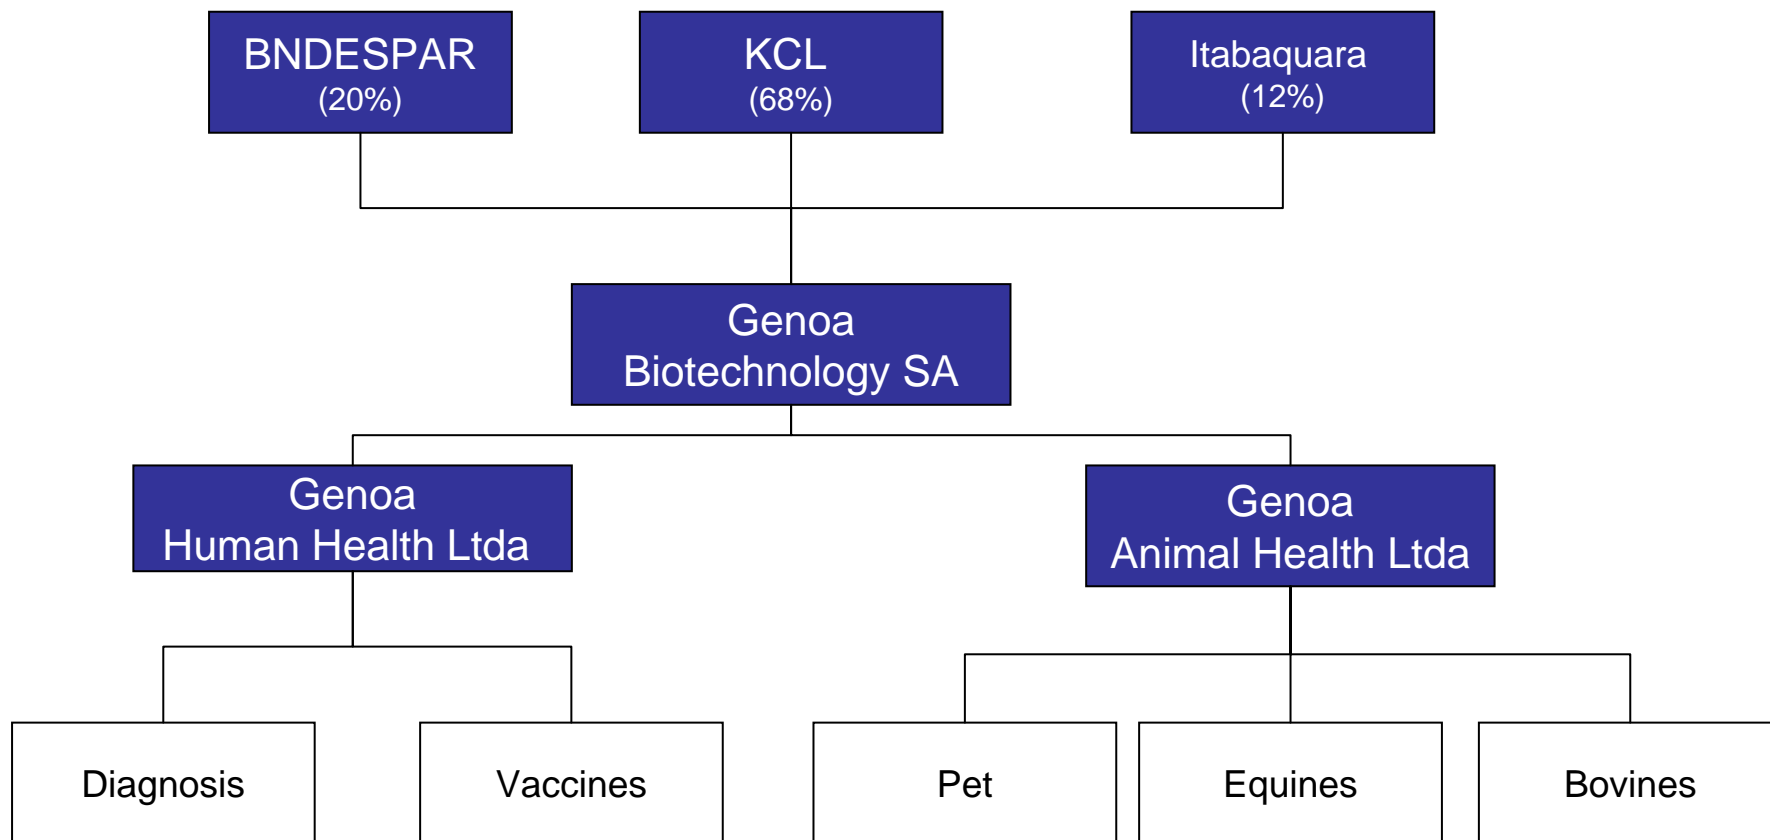 BNDESPAR
(20%)
KCL
(68%)
Itabaquara
(12%)
Genoa
Biotechnology SA
Genoa
Human Health Ltda
Genoa
Animal Health Ltda
Diagnosis
Vaccines
Pet
Equines
Bovines